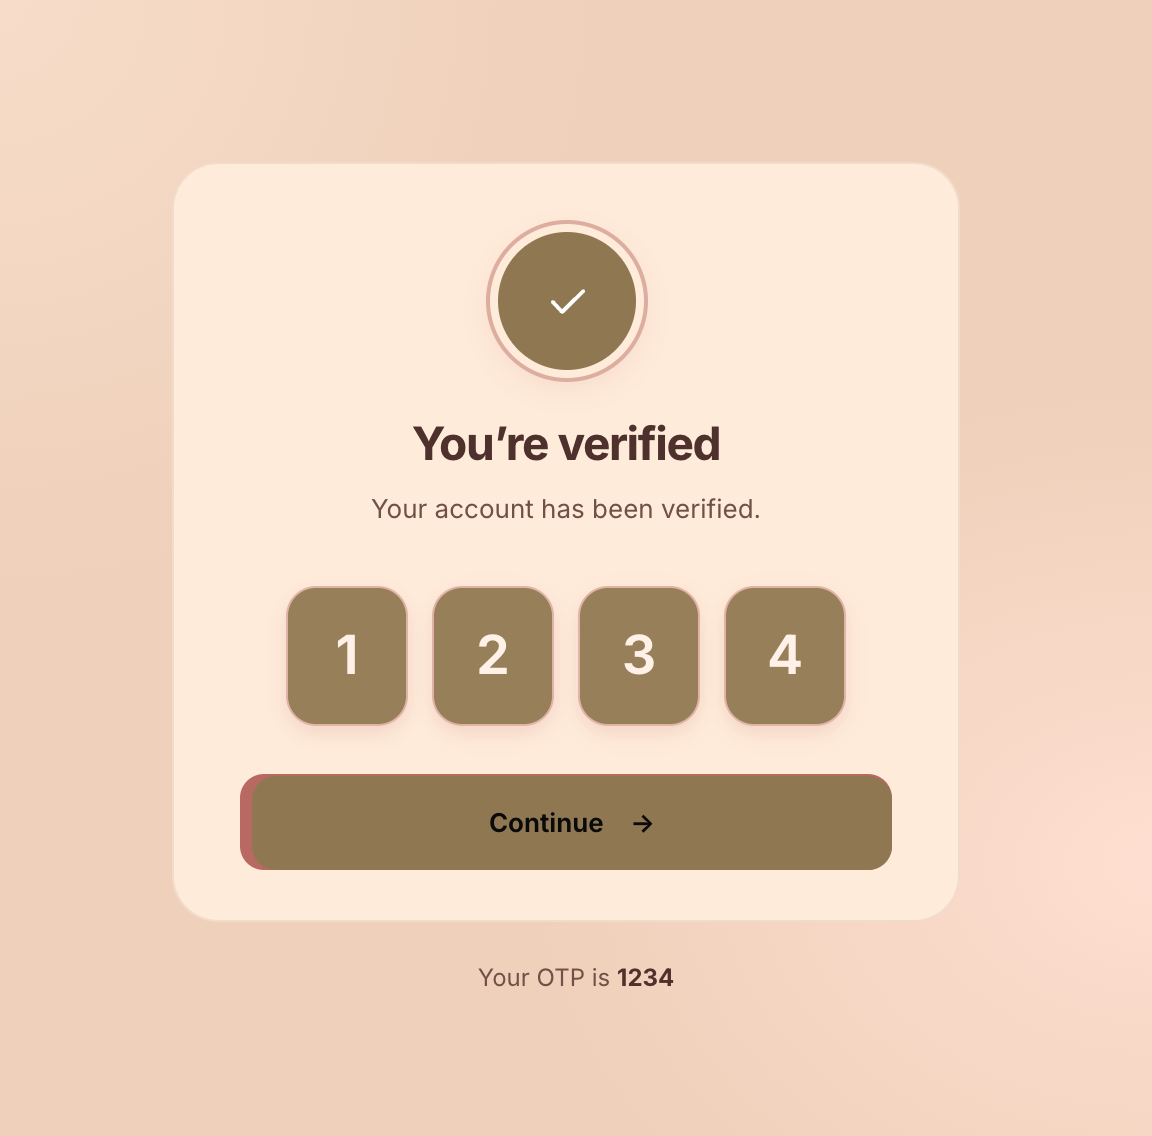 You’re verified
Your account has been verified.
1 2 3 4
Continue →
Your OTP is 1234